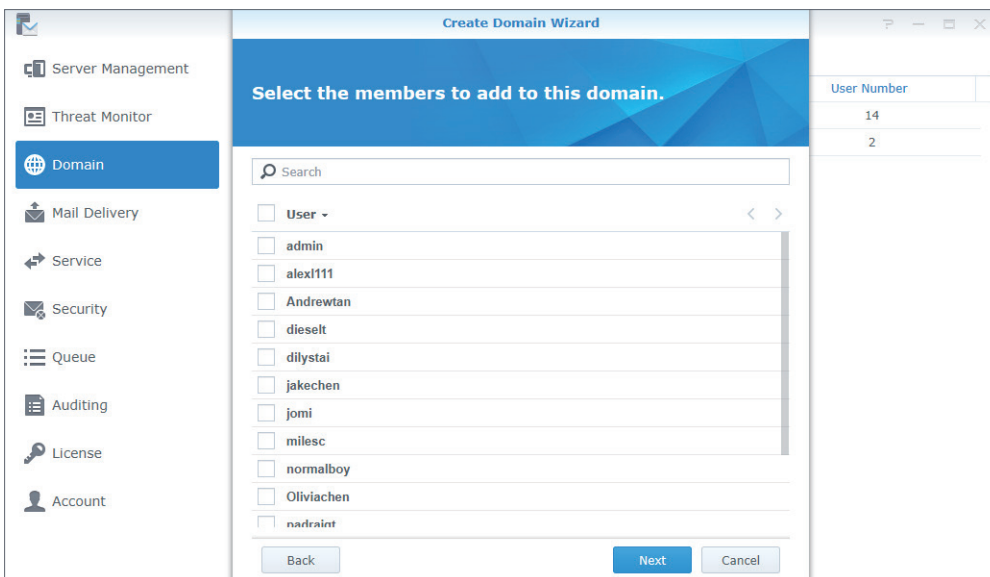 Create Domain Wizard
Server Management
Threat Monitor
Domain
Mail Delivery
Service
Security
Queue
Auditing
License
Account
Select the members to add to this domain.
Search
User
admin
alexl111
Andrewtan
dieselt
dilystai
jakechen
jomi
milesc
normalboy
Oliviachen
padraigt
Back
Next
Cancel
User Number
14
2